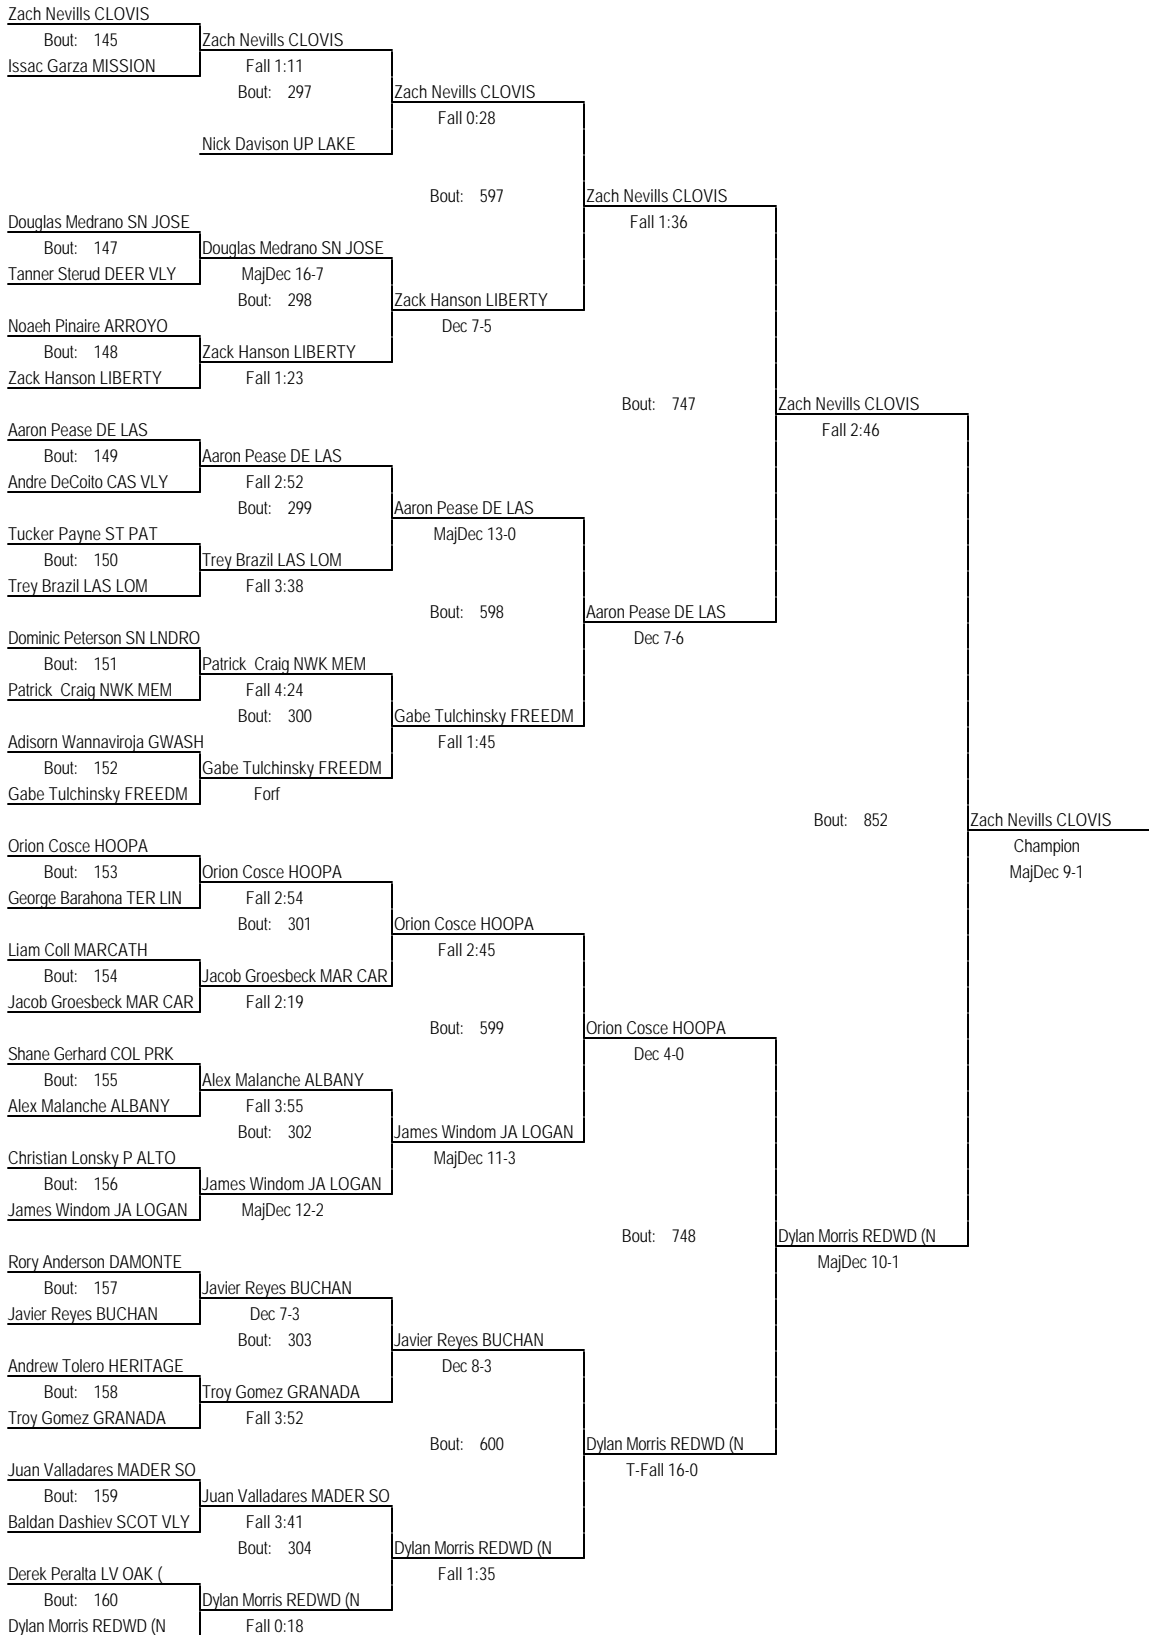 Zach Nevills CLOVIS
Bout: 145
Zach Nevills CLOVIS
Issac Garza MISSION
Fall 1:11
Bout: 297
Zach Nevills CLOVIS
Fall 0:28
Nick Davison UP LAKE
Bout: 597
Zach Nevills CLOVIS
Douglas Medrano SN JOSE
Fall 1:36
Bout: 147
Douglas Medrano SN JOSE
Tanner Sterud DEER VLY
MajDec 16-7
Bout: 298
Zack Hanson LIBERTY
Noaeh Pinaire ARROYO
Dec 7-5
Bout: 148
Zack Hanson LIBERTY
Zack Hanson LIBERTY
Fall 1:23
Bout: 747
Zach Nevills CLOVIS
Aaron Pease DE LAS
Fall 2:46
Bout: 149
Aaron Pease DE LAS
Andre DeCoito CAS VLY
Fall 2:52
Bout: 299
Aaron Pease DE LAS
Tucker Payne ST PAT
MajDec 13-0
Bout: 150
Trey Brazil LAS LOM
Trey Brazil LAS LOM
Fall 3:38
Bout: 598
Aaron Pease DE LAS
Dominic Peterson SN LNDRO
Dec 7-6
Bout: 151
Patrick Craig NWK MEM
Patrick Craig NWK MEM
Fall 4:24
Bout: 300
Gabe Tulchinsky FREEDM
Adisorn Wannaviroja GWASH
Fall 1:45
Bout: 152
Gabe Tulchinsky FREEDM
Gabe Tulchinsky FREEDM
Forf
Bout: 852
Zach Nevills CLOVIS
Orion Cosce HOOPA
Champion
Bout: 153
Orion Cosce HOOPA
MajDec 9-1
George Barahona TER LIN
Fall 2:54
Bout: 301
Orion Cosce HOOPA
Liam Coll MARCATH
Fall 2:45
Bout: 154
Jacob Groesbeck MAR CAR
Jacob Groesbeck MAR CAR
Fall 2:19
Bout: 599
Orion Cosce HOOPA
Shane Gerhard COL PRK
Dec 4-0
Bout: 155
Alex Malanche ALBANY
Alex Malanche ALBANY
Fall 3:55
Bout: 302
James Windom JA LOGAN
Christian Lonsky P ALTO
MajDec 11-3
Bout: 156
James Windom JA LOGAN
James Windom JA LOGAN
MajDec 12-2
Bout: 748
Dylan Morris REDWD (N
Rory Anderson DAMONTE
MajDec 10-1
Bout: 157
Javier Reyes BUCHAN
Javier Reyes BUCHAN
Dec 7-3
Bout: 303
Javier Reyes BUCHAN
Andrew Tolero HERITAGE
Dec 8-3
Bout: 158
Troy Gomez GRANADA
Troy Gomez GRANADA
Fall 3:52
Bout: 600
Dylan Morris REDWD (N
Juan Valladares MADER SO
T-Fall 16-0
Bout: 159
Juan Valladares MADER SO
Baldan Dashiev SCOT VLY
Fall 3:41
Bout: 304
Dylan Morris REDWD (N
Derek Peralta LV OAK (
Fall 1:35
Bout: 160
Dylan Morris REDWD (N
Dylan Morris REDWD (N
Fall 0:18